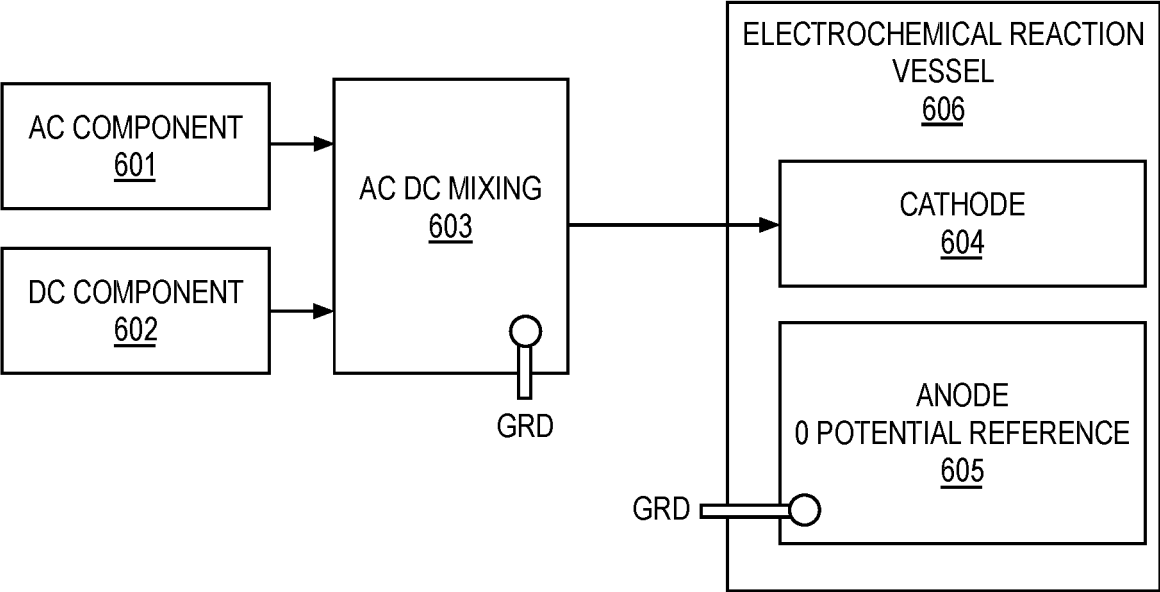 AC COMPONENT
601
DC COMPONENT
602
AC DC MIXING
603
GRD
ELECTROCHEMICAL REACTION
VESSEL
606
CATHODE
604
ANODE
0 POTENTIAL REFERENCE
605
GRD